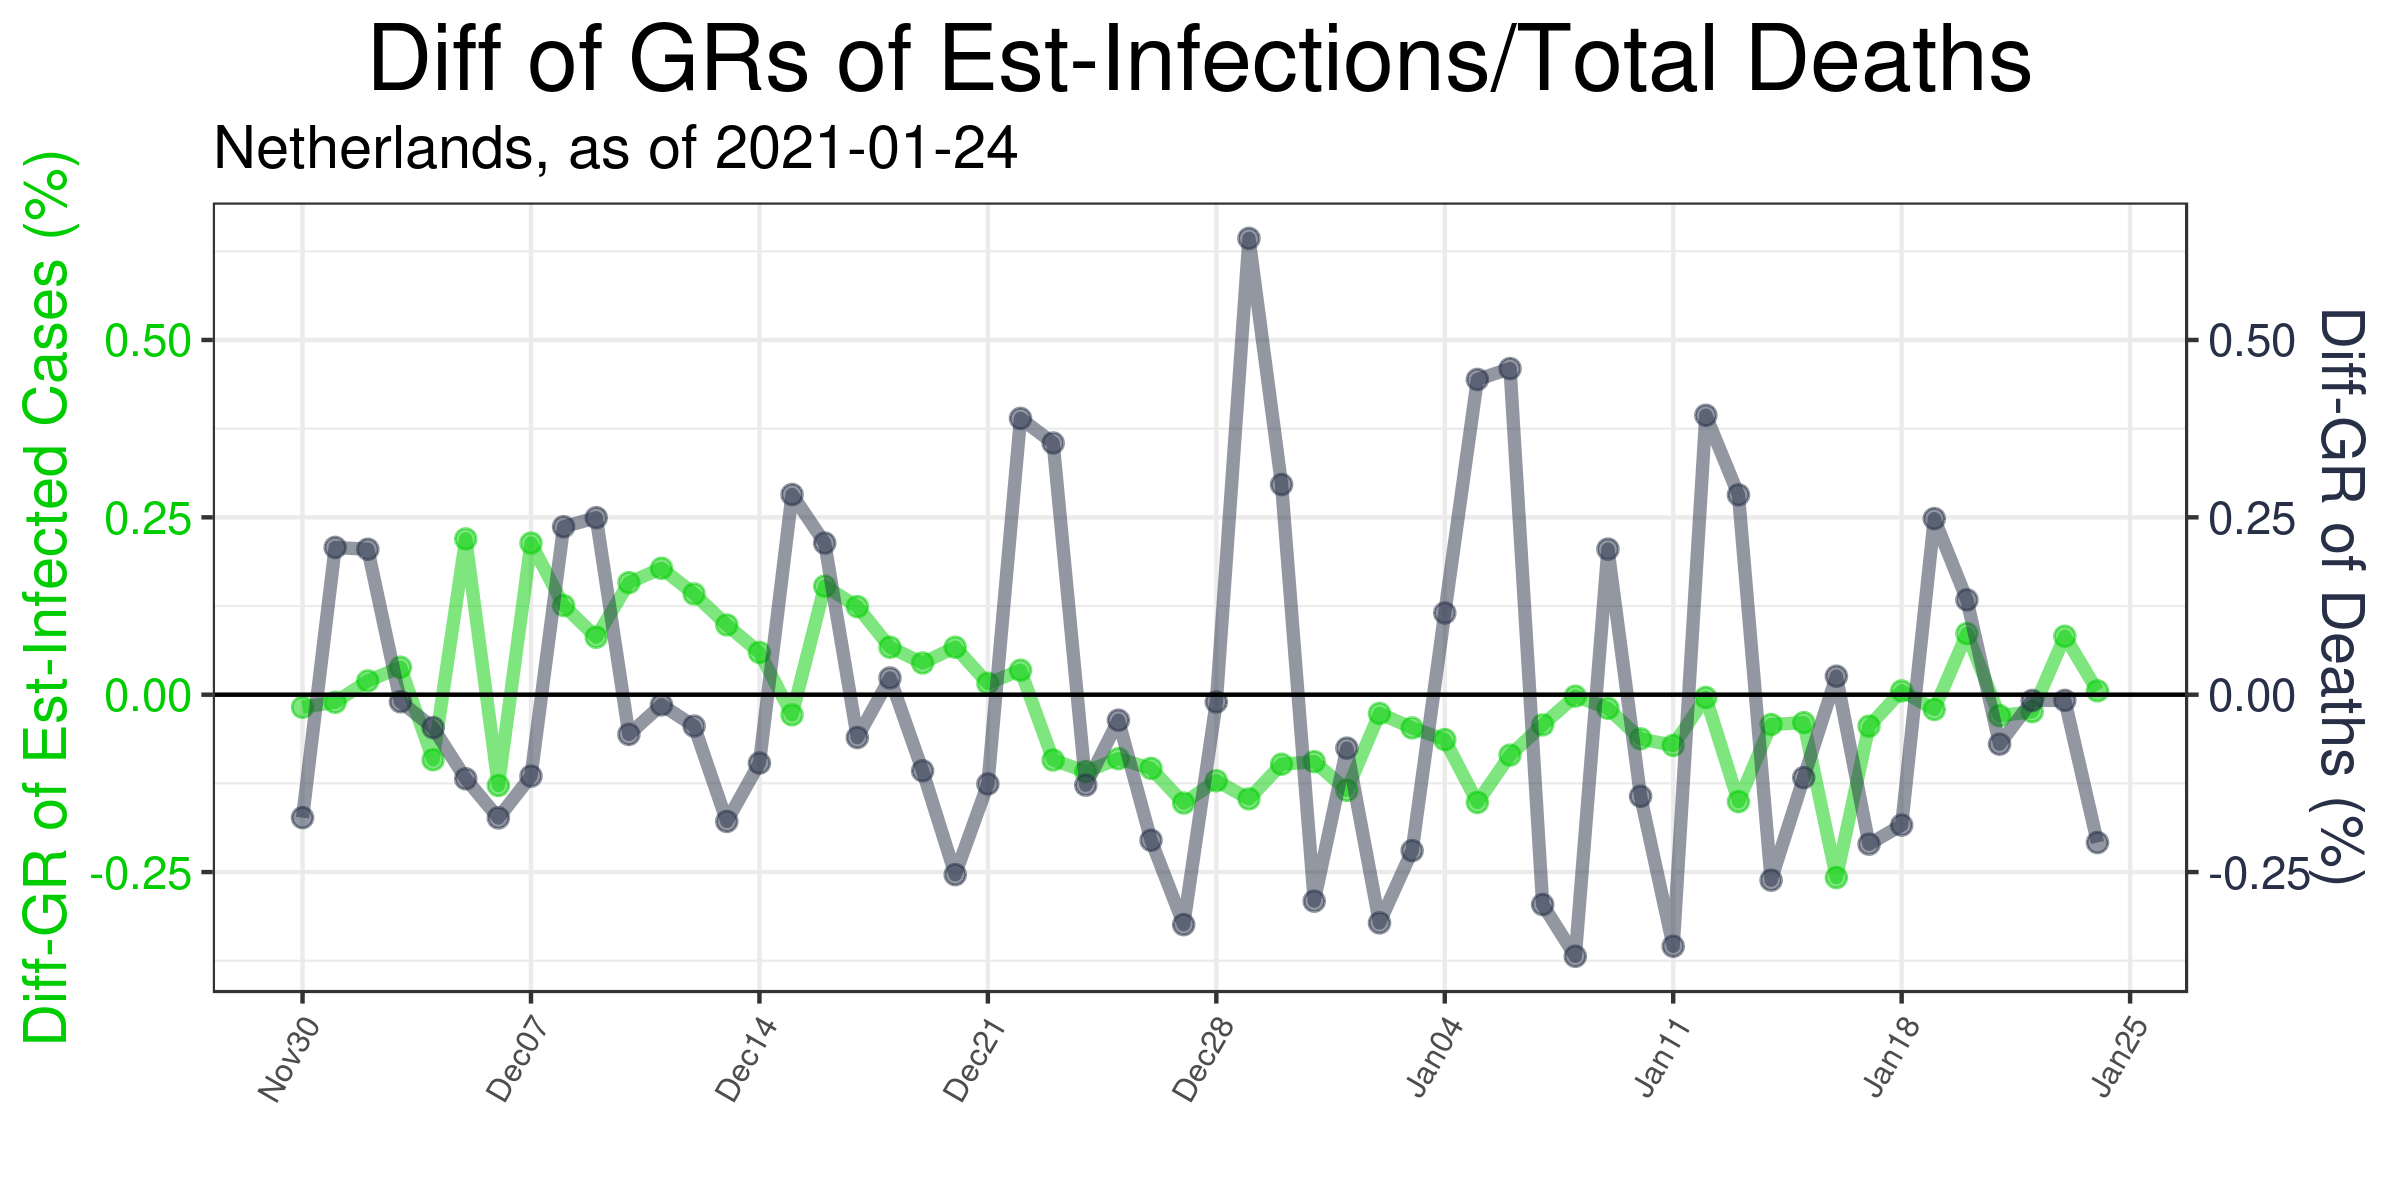 Diff of GRs of Est-Infections/Total Deaths
Netherlands, as of 2021-01-24
Diff-GR of Est-Infected Cases (%)
0.50
0.25
0.00
-0.25
0.50
0.25
0.00
-0.25
Diff-GR of Deaths (%)
Nov30
Dec07
Dec14
Dec21
Dec28
Jan04
Jan11
Jan18
Jan25